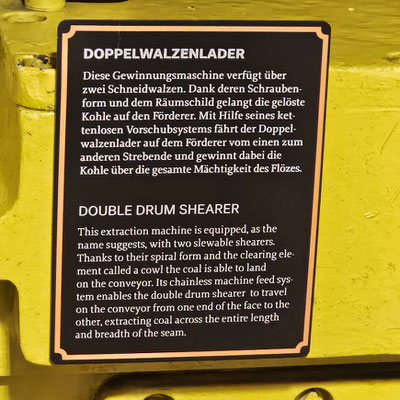 DOPPELWALZENLADER
Diese Gewinnungsmaschine verfügt über
zwei Schneidwalzen. Dank deren Schrauben-
form und dem Räumschild gelangt die gelöste
Kohle auf den Förderer. Mit Hilfe seines ket-
tenlosen Vorschubsystems fährt der Doppel-
walzenlader auf dem Förderer vom einen zum
anderen Strebende und gewinnt dabei die
Kohle über die gesamte Mächtigkeit des Flözes.
DOUBLE DRUM SHEARER
This extraction machine is equipped, as the
name suggests, with two slewable shearers.
Thanks to their spiral form and the clearing ele-
ment called a cowl the coal is able to land
on the conveyor. Its chainless machine feed sys-
tem enables the double drum shearer to travel
on the conveyor from one end of the face to the
other, extracting coal across the entire length
and breadth of the seam.